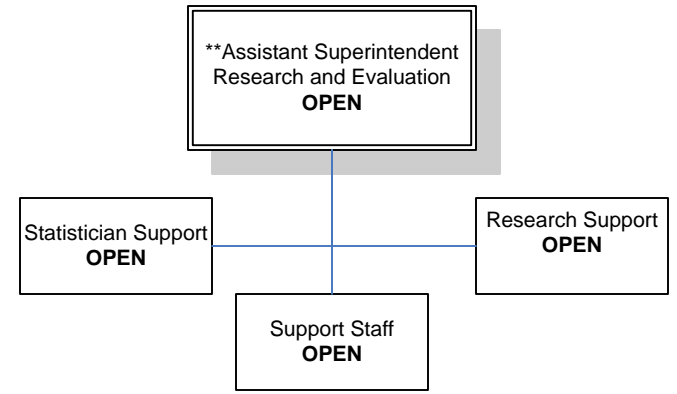 **Assistant Superintendent
Research and Evaluation
OPEN
Statistician Support
OPEN
Research Support
OPEN
Support Staff
OPEN